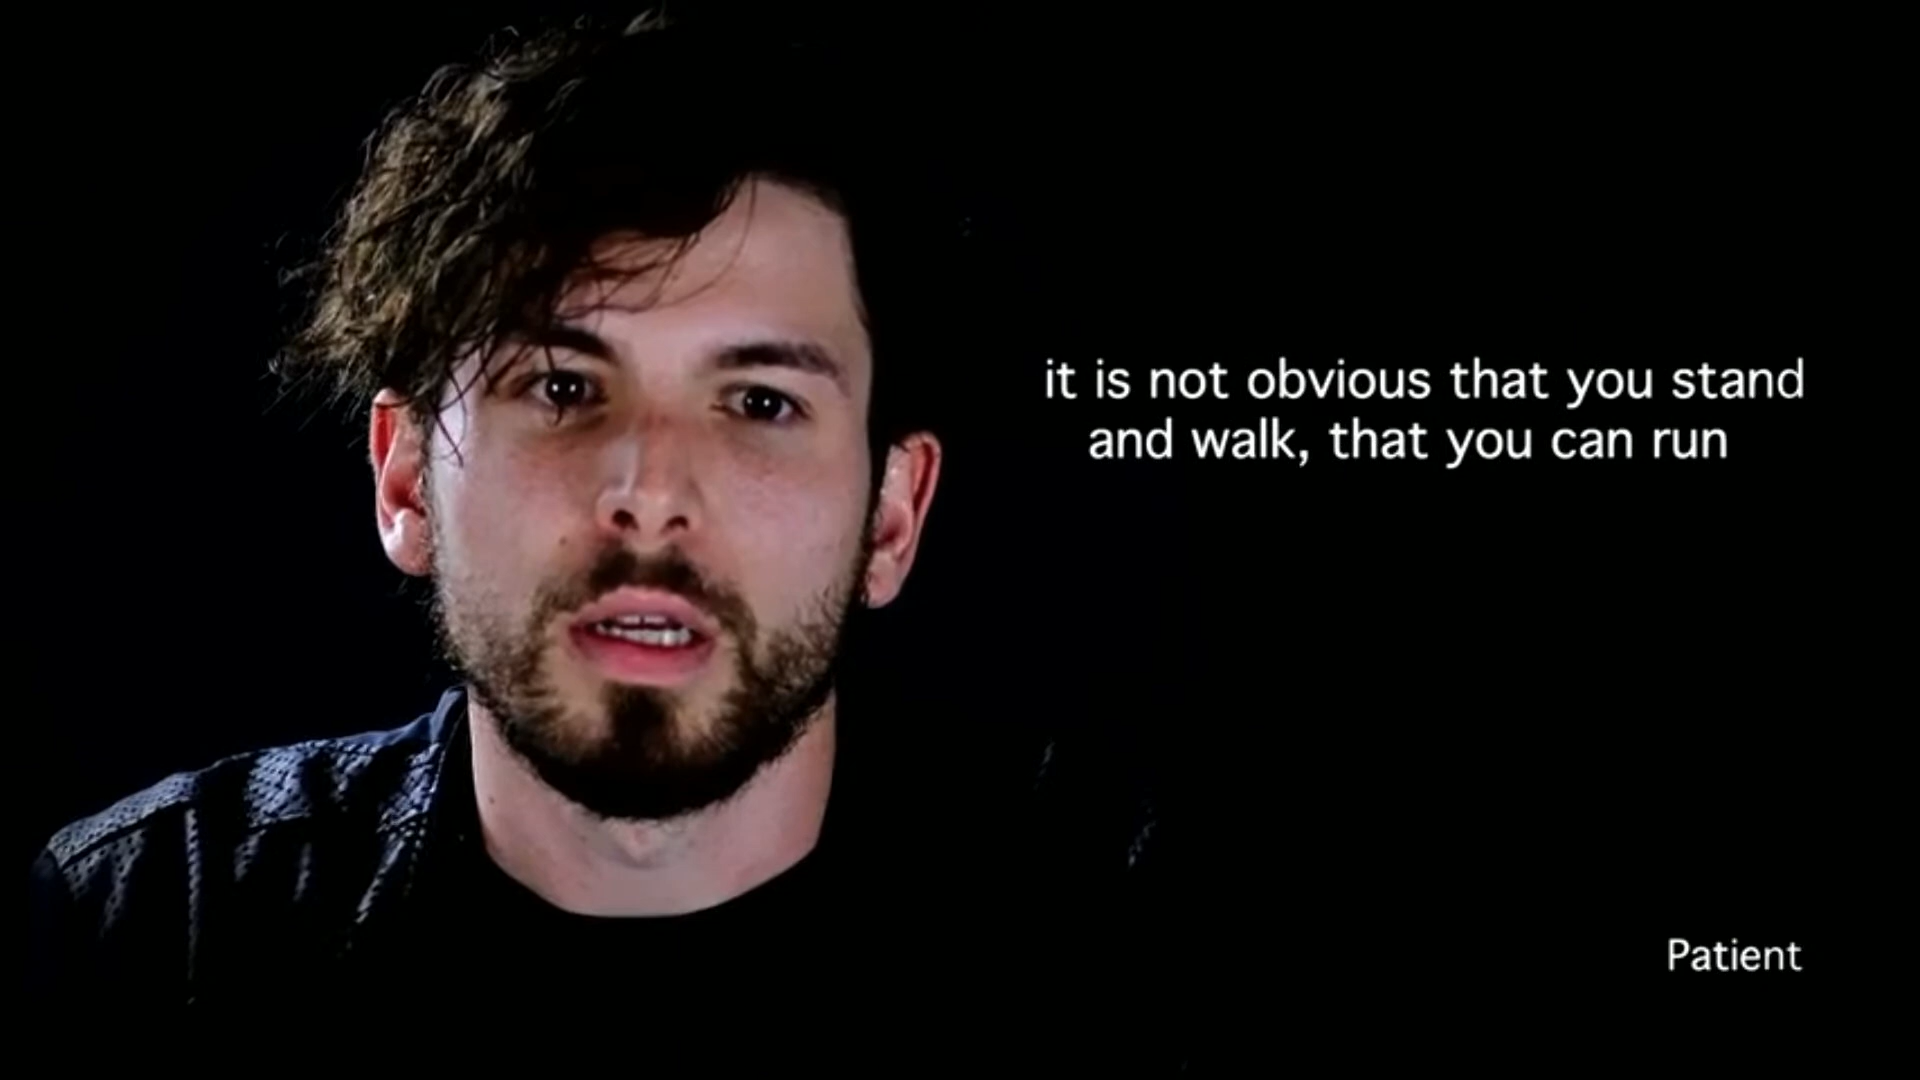 it is not obvious that you stand
and walk, that you can run
Patient